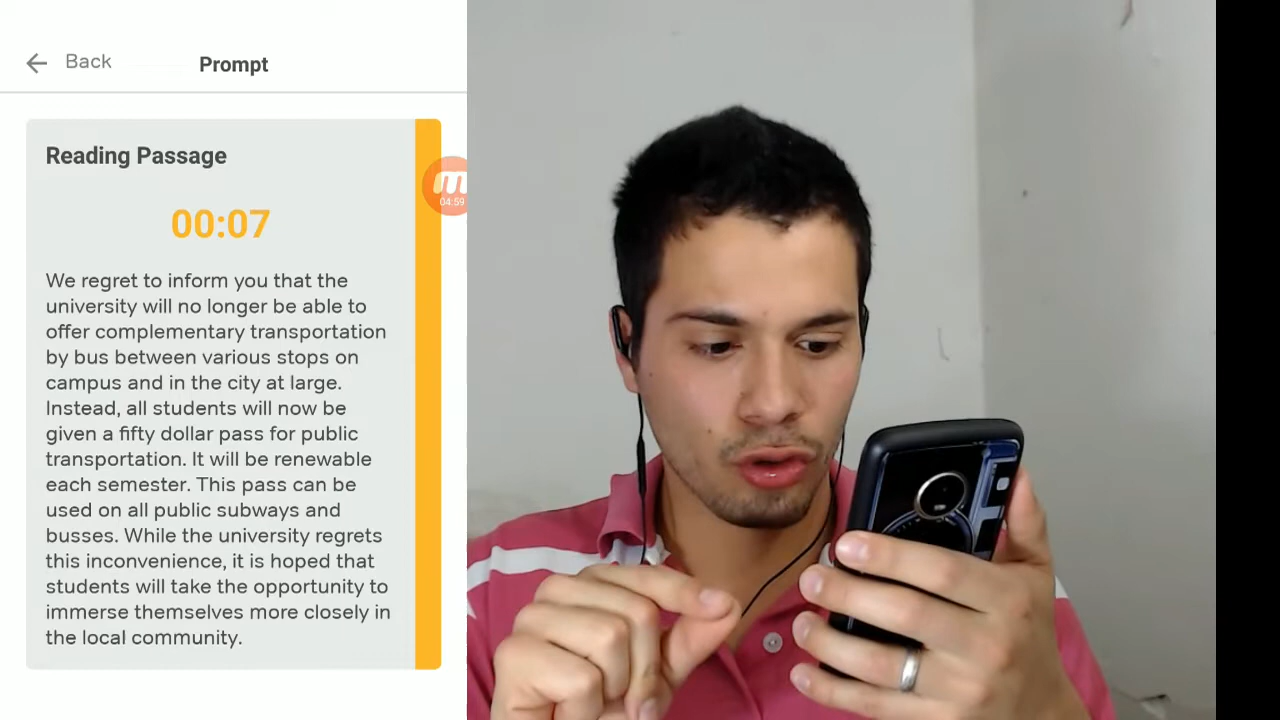 Back
Prompt
Reading Passage
00:07
04:59
We regret to inform you that the
university will no longer be able to
offer complementary transportation
by bus between various stops on
campus and in the city at large.
Instead, all students will now be
given a fifty dollar pass for public
transportation. It will be renewable
each semester. This pass can be
used on all public subways and
busses. While the university regrets
this inconvenience, it is hoped that
students will take the opportunity to
immerse themselves more closely in
the local community.